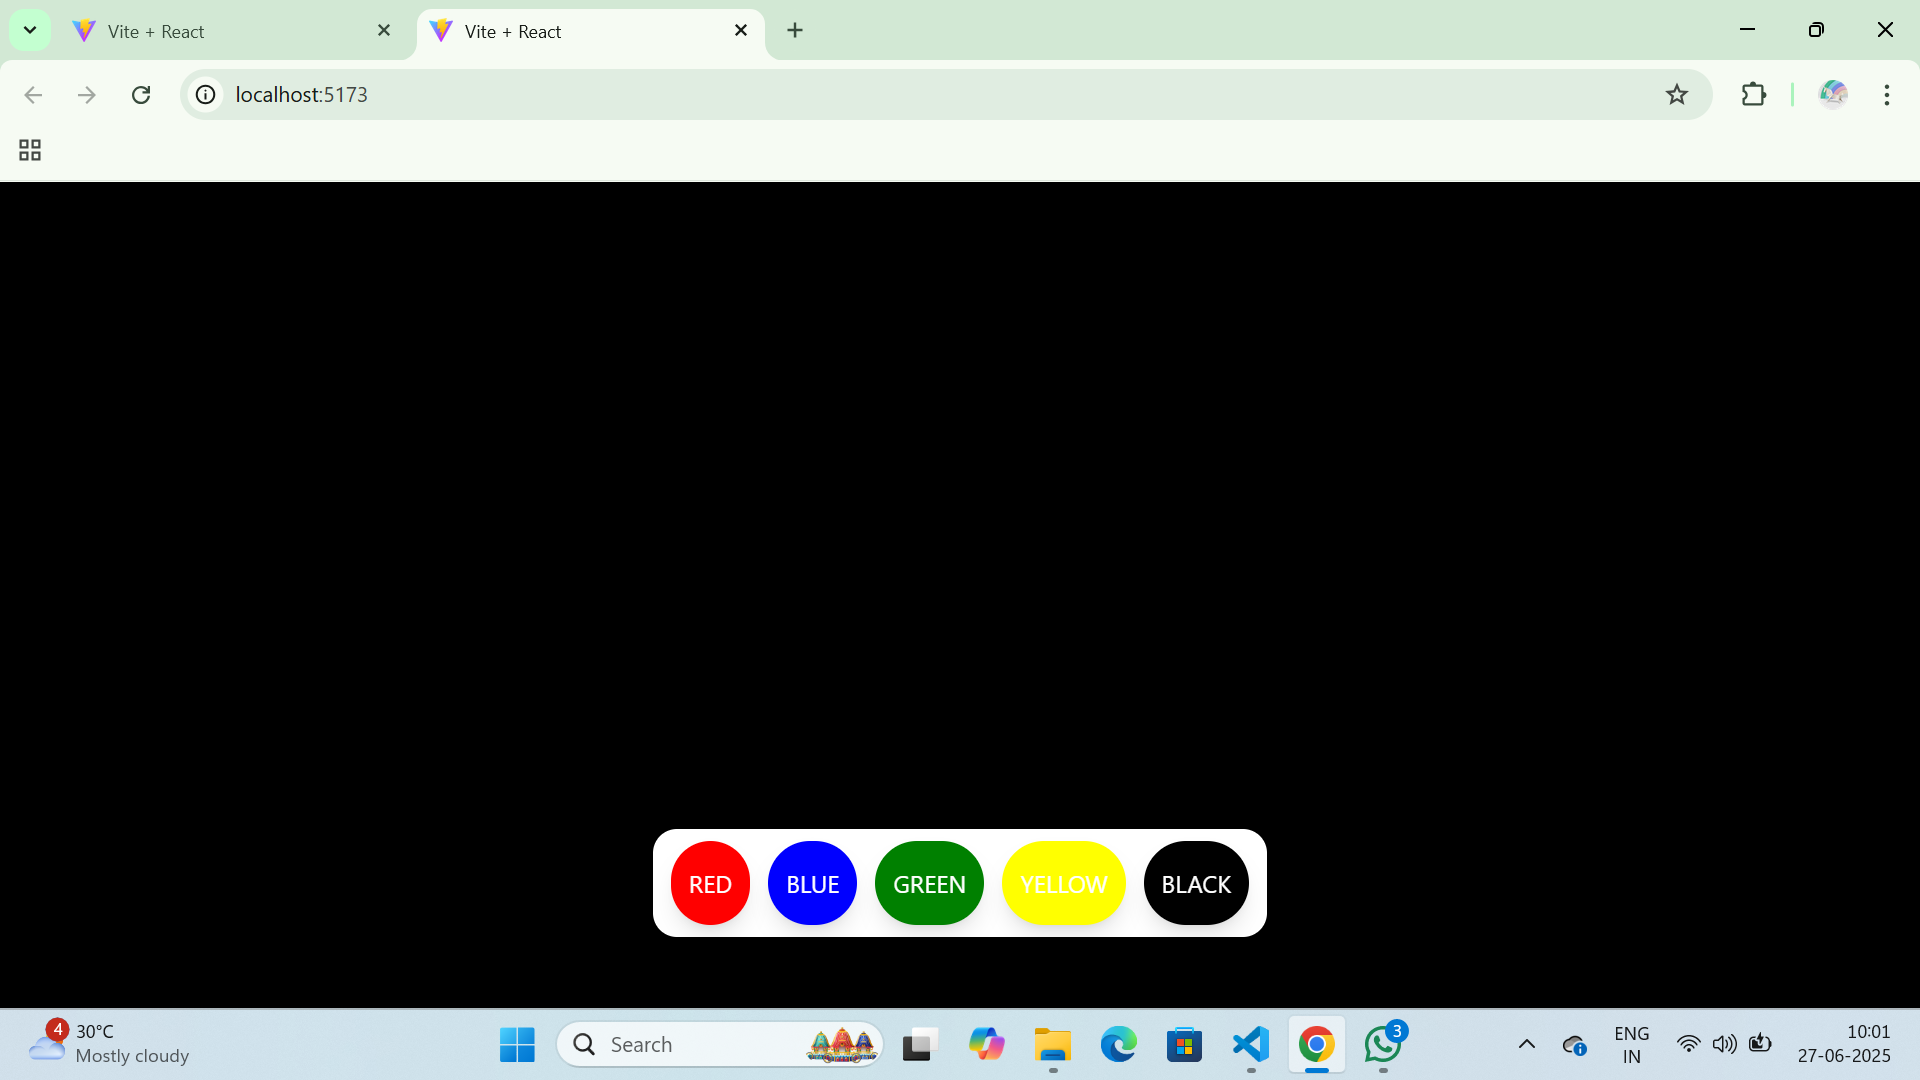 Vite + React
Vite + React
localhost:5173
RED
BLUE
GREEN
YELLOW
BLACK
4
30°C
Mostly cloudy
Search
3
ENG
IN
10:01
27-06-2025